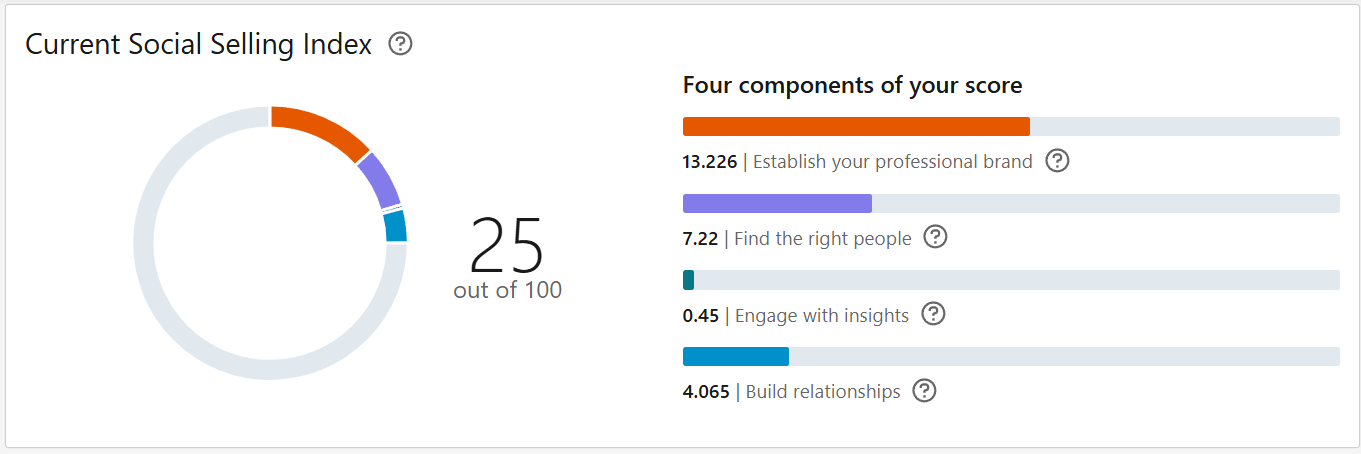 Current Social Selling Index
25
out of 100
Four components of your score
13.226 | Establish your professional brand
7.22 | Find the right people
0.45 | Engage with insights
4.065 | Build relationships